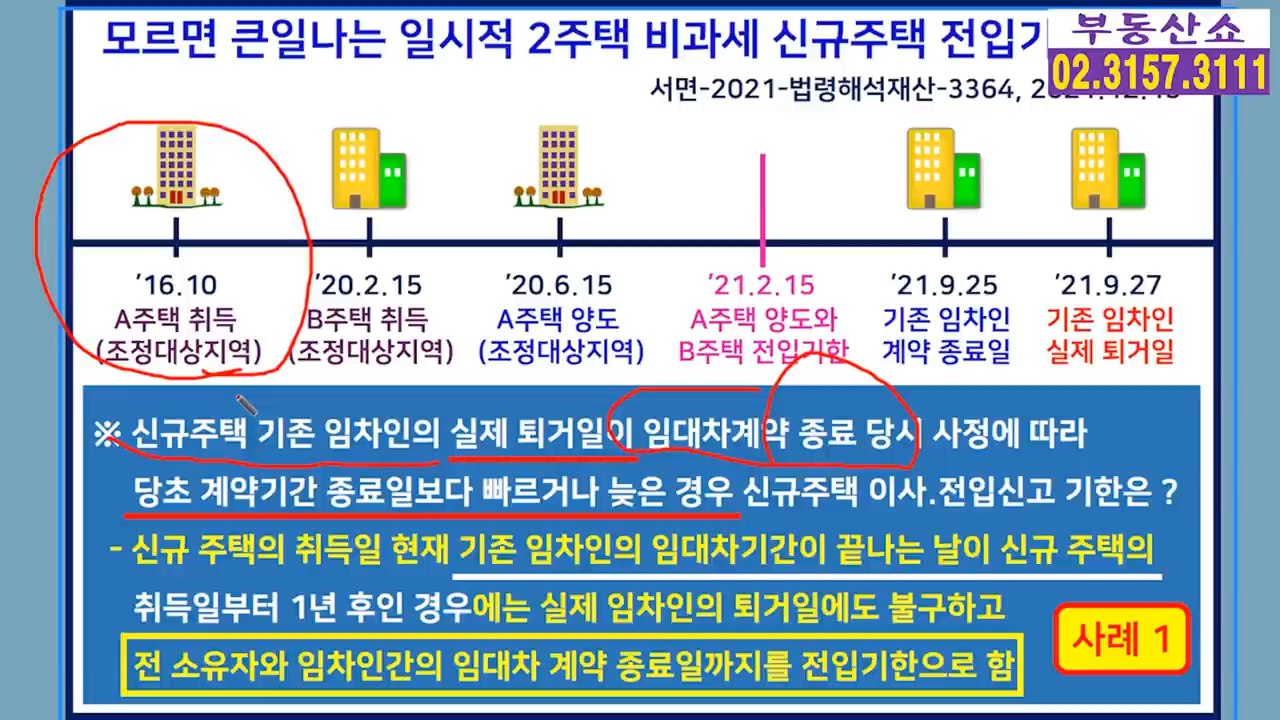 모르면 큰일나는 일시적 2주택 비과세 신규주택 전입기
부동산쇼
02.3157.3111
서면-2021-법령해석재산-3364,
'16.10
A주택 취득
(조정대상지역)
'20.2.15
B주택 취득
(조정대상지역)
'20.6.15
A주택 양도
(조정대상지역)
'21.2.15
A주택 양도와
B주택 전입기한
'21.9.25
기존 임차인
계약 종료일
'21.9.27
기존 임차인
실제 퇴거일
※ 신규주택 기존 임차인의 실제 퇴거일이 임대차계약 종료 당시 사정에 따라
당초 계약기간 종료일보다 빠르거나 늦은 경우 신규주택 이사.전입신고 기한은 ?
- 신규 주택의 취득일 현재 기존 임차인의 임대차기간이 끝나는 날이 신규 주택의
취득일부터 1년 후인 경우에는 실제 임차인의 퇴거일에도 불구하고
전 소유자와 임차인간의 임대차 계약 종료일까지를 전입기한으로 함
사례 1